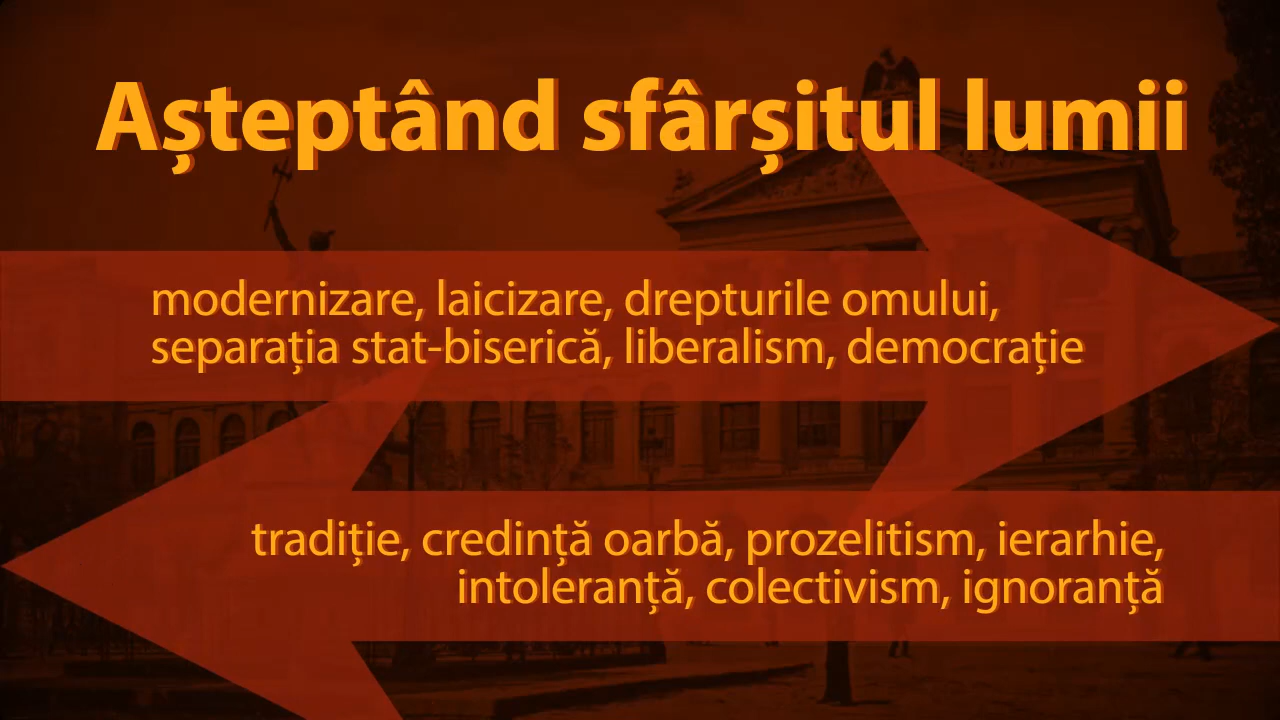 Așteptând sfârșitul lumii
modernizare, laicizare, drepturile omului,
separația stat-biserică, liberalism, democrație
tradiție, credință oarbă, prozelitism, ierarhie,
intoleranță, colectivism, ignoranță